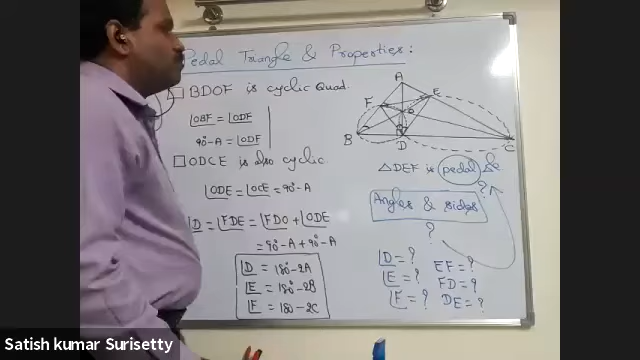 Pedal Triangle & Properties:
□ BDOF is cyclic Quad.
∠OBF = ∠ODF
90°-A = ∠ODF
□ ODCE is also cyclic.
∠ODE = ∠OCE = 90°-A
∠D = ∠FDE = ∠FDO + ∠ODE
= 90°-A + 90°-A
∠D = 180°-2A
∠E = 180°-2B
∠F = 180-2C
A
F
E
O
B
D
C
△DEF is pedal △le
?
Angles & sides
?
∠D = ? EF = ?
∠E = ? FD = ?
∠F = ? DE = ?
Satish kumar Surisetty